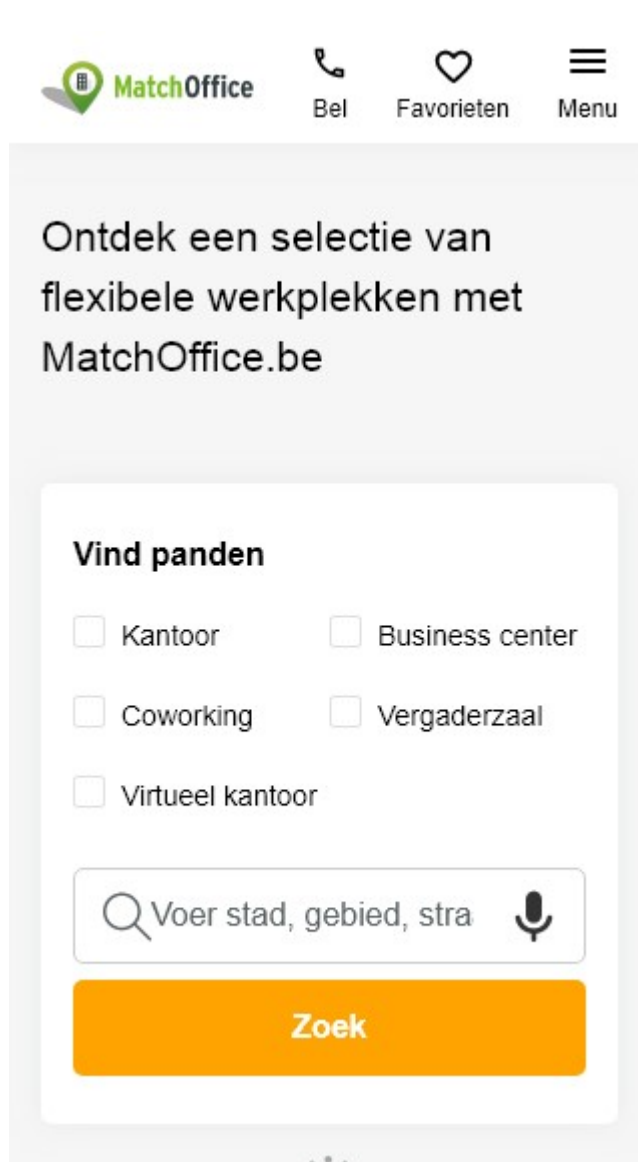 MatchOffice
Bel
Favorieten
Menu
Ontdek een selectie van
flexibele werkplekken met
MatchOffice.be
Vind panden
Kantoor
Business center
Coworking
Vergaderzaal
Virtueel kantoor
Voer stad, gebied, stra
Zoek